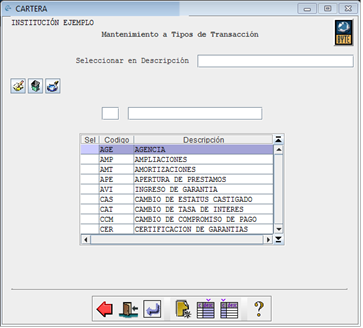 CARTERA
INSTITUCIÓN EJEMPLO
Mantenimiento a Tipos de Transacción
BYTE
Seleccionar en Descripción
Sel Codigo Descripción
AGE AGENCIA
AMP AMPLIACIONES
AMT AMORTIZACIONES
APE APERTURA DE PRESTAMOS
AVI INGRESO DE GARANTIA
CAS CAMBIO DE ESTATUS CASTIGADO
CAT CAMBIO DE TASA DE INTERES
CCM CAMBIO DE COMPROMISO DE PAGO
CER CERTIFICACION DE GARANTIAS
?